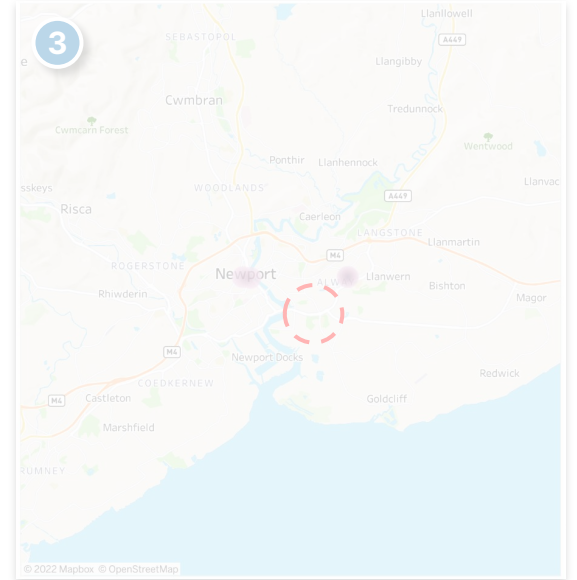 3
Llanllowell
SEBASTOPOL
A449
e
Llangibby
Cwmbran
Tredunnock
Cwmcarn Forest
Wentwood
Ponthir
Llanhennock
Llanvac
sskeys
WOODLANDS
A449
Risca
Caerleon
LANGSTONE
Llanmartin
M4
ROGERSTONE
Newport
Llanwern
Bishton
Rhiwderin
Magor
M4
Newport Docks
Redwick
COEDKERNEW
M4
Castleton
Goldcliff
Marshfield
RUMNEY
© 2022 Mapbox © OpenStreetMap